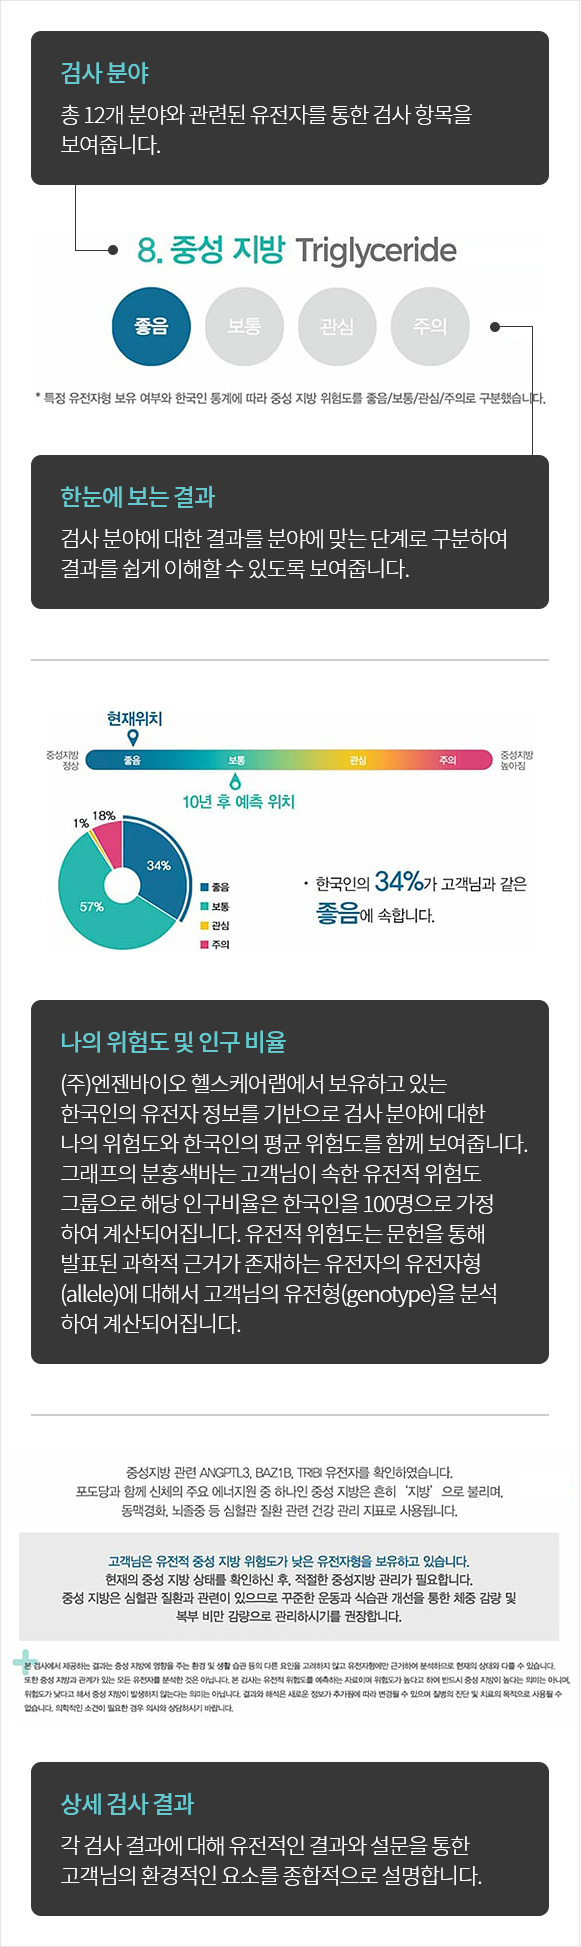 검사 분야
총 12개 분야와 관련된 유전자를 통한 검사 항목을
보여줍니다.
8. 중성 지방 Triglyceride
좋음 보통 관심 주의
* 특정 유전자형 보유 여부와 한국인 통계에 따라 중성 지방 위험도를 좋음/보통/관심/주의로 구분했습니다.
한눈에 보는 결과
검사 분야에 대한 결과를 분야에 맞는 단계로 구분하여
결과를 쉽게 이해할 수 있도록 보여줍니다.
현재위치
중성지방
정상
좋음 보통 관심 주의
중성지방
높아짐
10년 후 예측 위치
1% 18%
34%
57%
좋음
보통
관심
주의
· 한국인의 34%가 고객님과 같은
좋음에 속합니다.
나의 위험도 및 인구 비율
(주)엔젠바이오 헬스케어랩에서 보유하고 있는
한국인의 유전자 정보를 기반으로 검사 분야에 대한
나의 위험도와 한국인의 평균 위험도를 함께 보여줍니다.
그래프의 분홍색바는 고객님이 속한 유전적 위험도
그룹으로 해당 인구비율은 한국인을 100명으로 가정
하여 계산되어집니다. 유전적 위험도는 문헌을 통해
발표된 과학적 근거가 존재하는 유전자의 유전자형
(allele)에 대해서 고객님의 유전형(genotype)을 분석
하여 계산되어집니다.
중성지방 관련 ANGPTL3, BAZ1B, TRIBI 유전자를 확인하였습니다.
포도당과 함께 신체의 주요 에너지원 중 하나인 중성 지방은 흔히 ‘지방’ 으로 불리며,
동맥경화, 뇌졸중 등 심혈관 질환 관련 건강 관리 지표로 사용됩니다.
고객님은 유전적 중성 지방 위험도가 낮은 유전자형을 보유하고 있습니다.
현재의 중성 지방 상태를 확인하신 후, 적절한 중성지방 관리가 필요합니다.
중성 지방은 심혈관 질환과 관련이 있으므로 꾸준한 운동과 식습관 개선을 통한 체중 감량 및
복부 비만 감량으로 관리하시기를 권장합니다.
본 검사에서 제공하는 결과는 중성 지방에 영향을 주는 환경 및 생활 습관 등의 다른 요인을 고려하지 않고 유전자형에만 근거하여 분석하므로 현재의 상태와 다를 수 있습니다.
또한 중성 지방과 관계가 있는 모든 유전자를 분석한 것은 아닙니다. 본 검사는 유전적 위험도를 예측하는 자료이며 위험도가 높다고 하여 반드시 중성 지방이 높다는 의미는 아니며,
위험도가 낮다고 해서 중성 지방이 발생하지 않는다는 의미는 아닙니다. 결과와 해석은 새로운 정보가 추가됨에 따라 변경될 수 있으며 질병의 진단 및 치료의 목적으로 사용될 수
없습니다. 의학적인 소견이 필요한 경우 의사와 상담하시기 바랍니다.
상세 검사 결과
각 검사 결과에 대해 유전적인 결과와 설문을 통한
고객님의 환경적인 요소를 종합적으로 설명합니다.